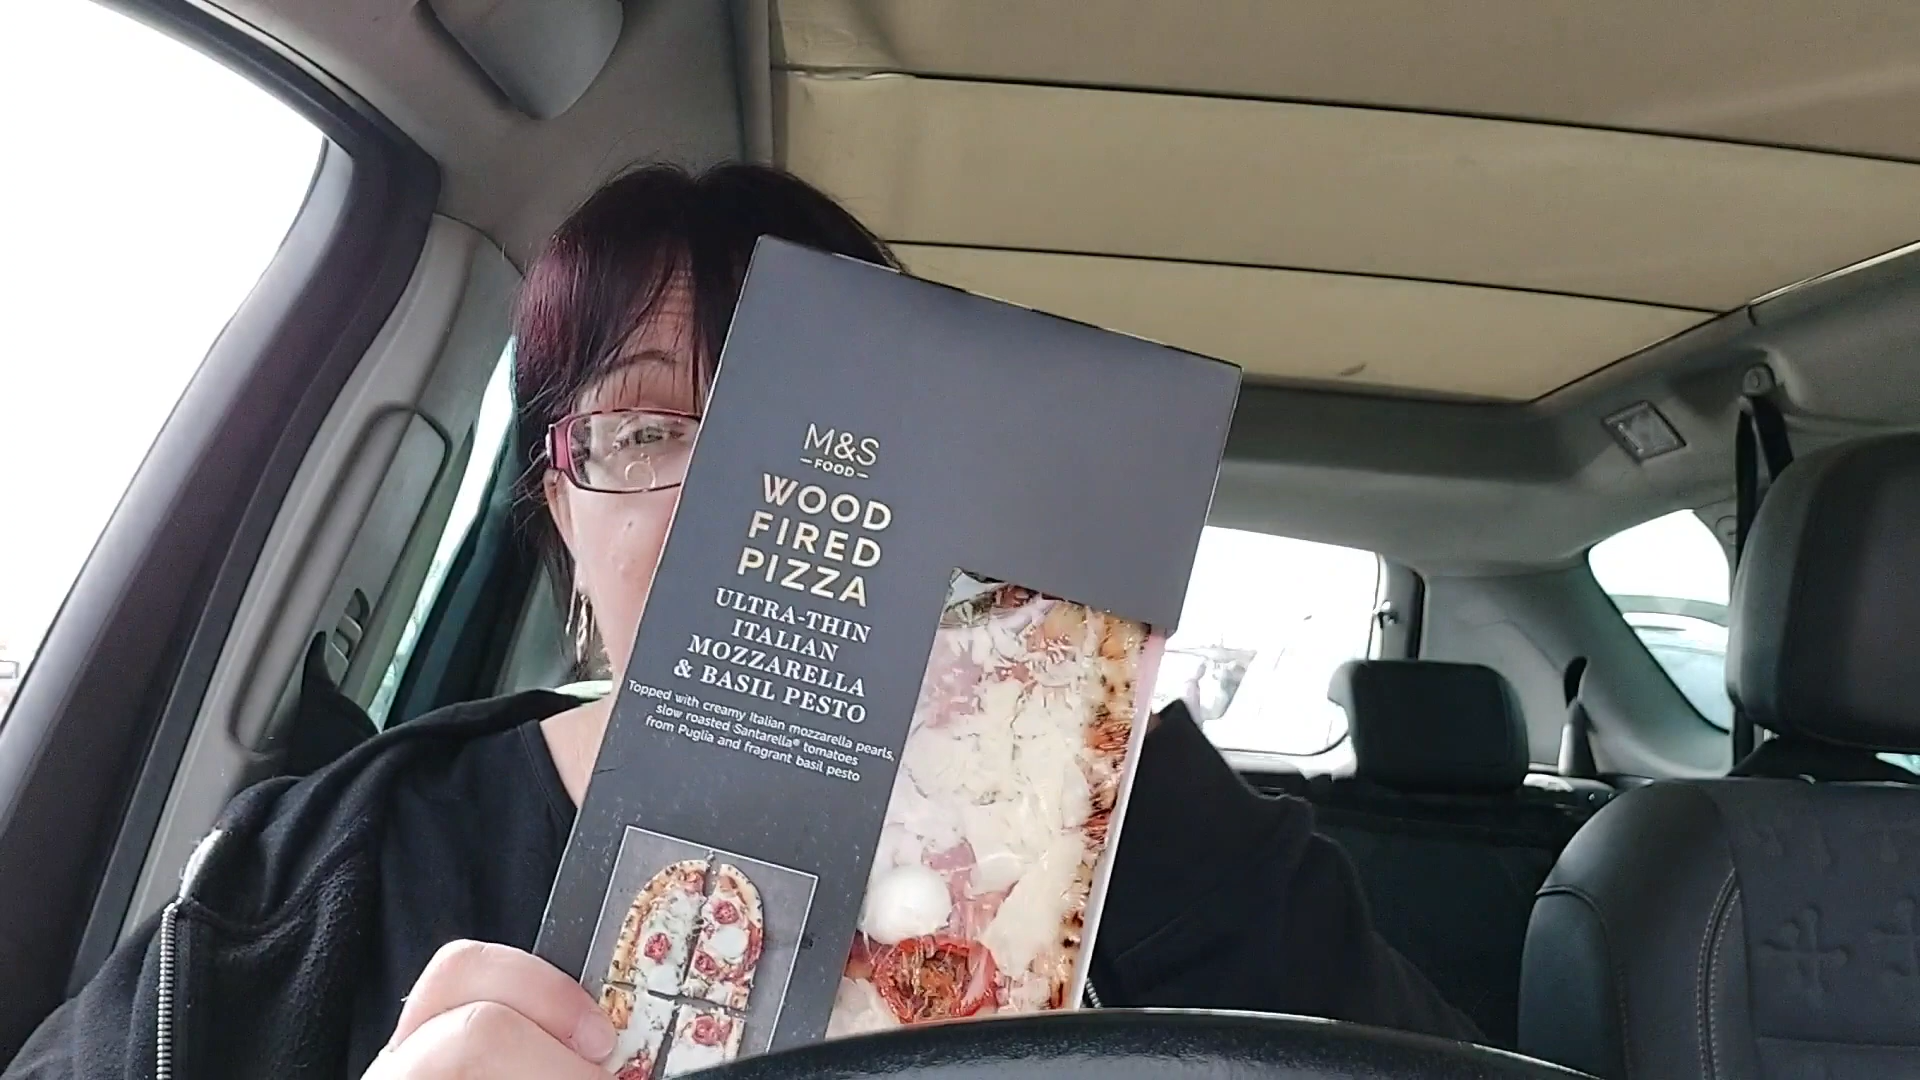 M&S
FOOD
WOOD
FIRED
PIZZA
ULTRA-THIN
ITALIAN
MOZZARELLA
& BASIL PESTO
Topped with creamy Italian mozzarella pearls,
slow roasted Santarella® tomatoes
from Puglia and fragrant basil pesto